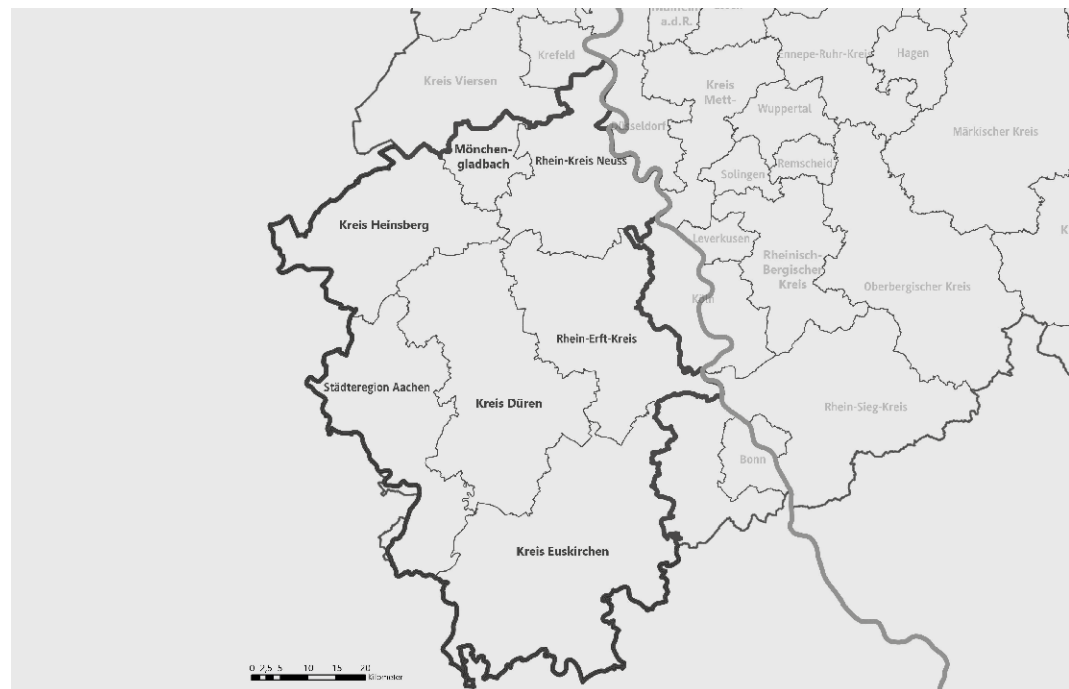 a.d.R.
Krefeld
Ennepe-Ruhr-Kreis
Hagen
Kreis Viersen
Kreis
Mett-
Wuppertal
Düsseldorf
Märkischer Kreis
Mönchen-
gladbach
Rhein-Kreis Neuss
Remscheid
Solingen
Kreis Heinsberg
K
Leverkusen
Rheinisch-
Bergischer
Kreis
Oberbergischer Kreis
Köln
Rhein-Erft-Kreis
Städteregion Aachen
Kreis Düren
Rhein-Sieg-Kreis
Bonn
Kreis Euskirchen
0 2,5 5 10 15 20
Kilometer